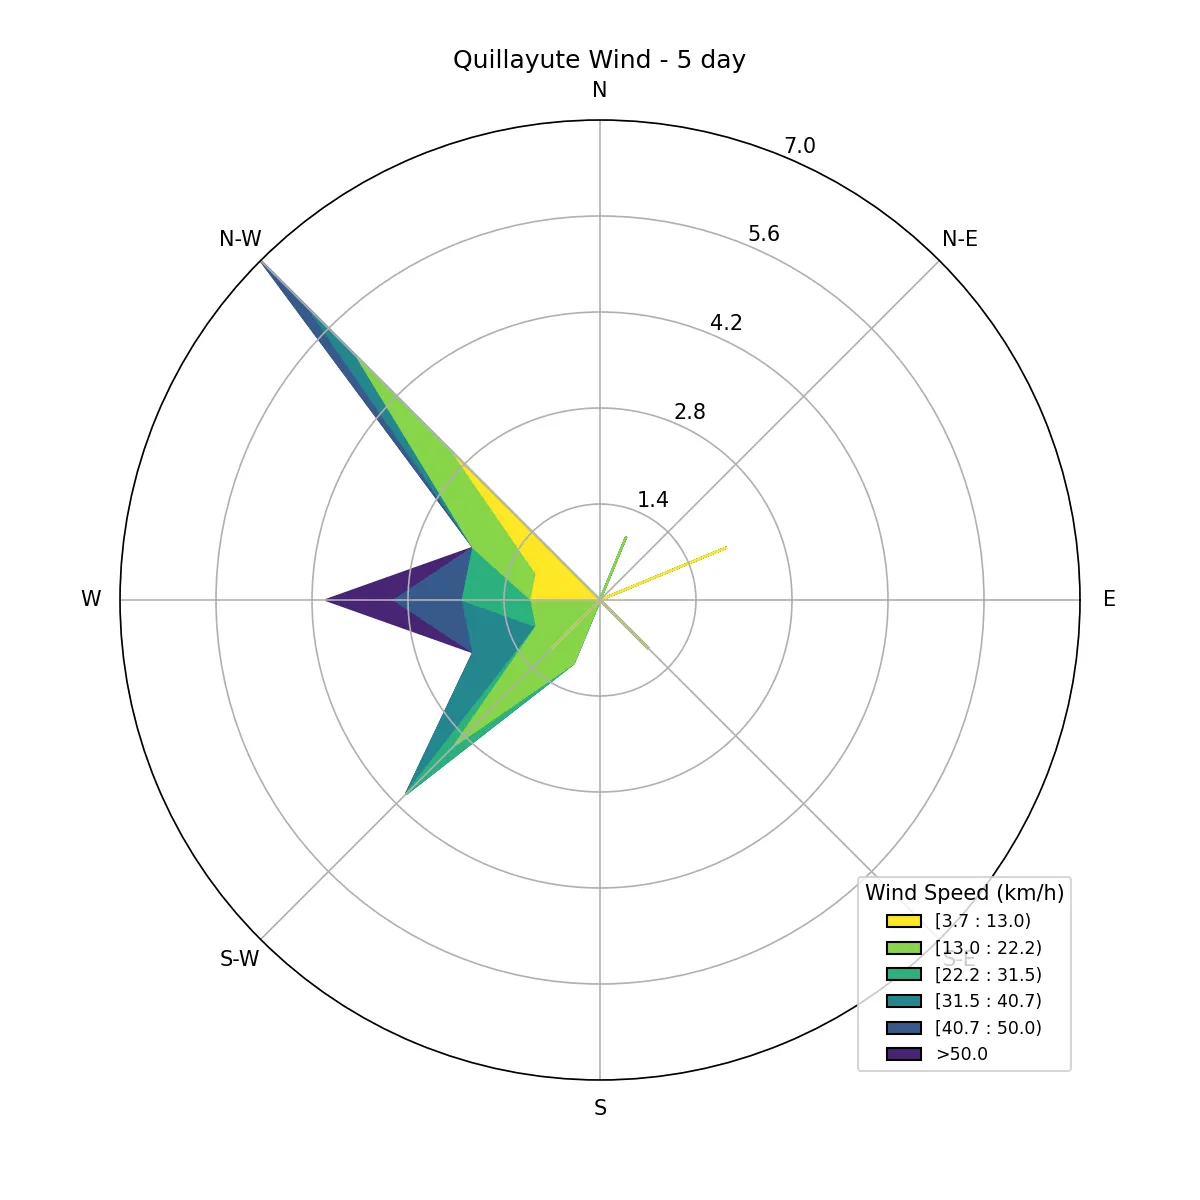 Quillayute Wind - 5 day
N
7.0
N-W
5.6
N-E
4.2
2.8
1.4
W
E
Wind Speed (km/h)
[3.7 : 13.0)
[13.0 : 22.2)
S-W
S-E
[22.2 : 31.5)
[31.5 : 40.7)
[40.7 : 50.0)
>50.0
S